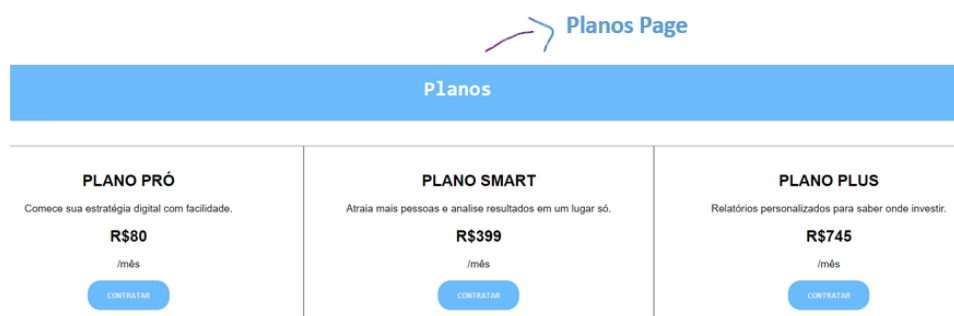 Planos Page
Planos
PLANO PRÓ
Comece sua estratégia digital com facilidade.
R$80
/mês
CONTRATAR
PLANO SMART
Atraia mais pessoas e analise resultados em um lugar só.
R$399
/mês
CONTRATAR
PLANO PLUS
Relatórios personalizados para saber onde investir.
R$745
/mês
CONTRATAR